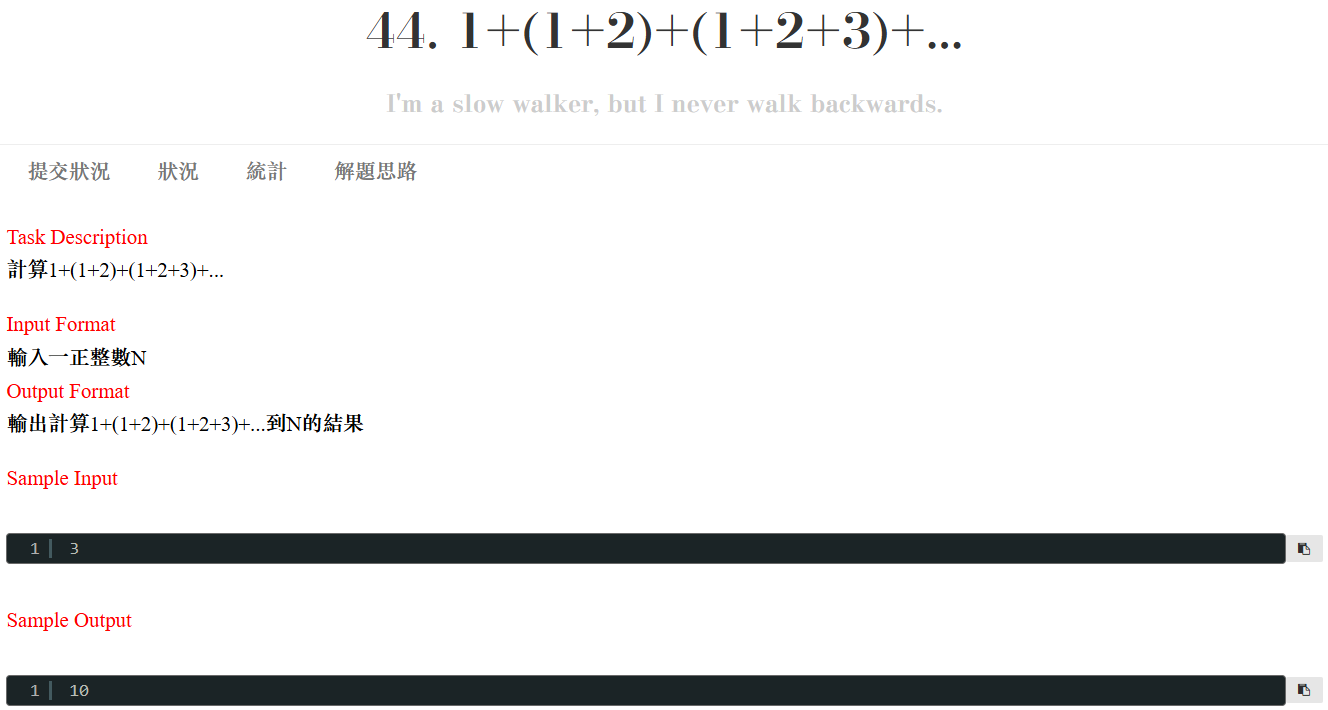 44. 1+(1+2)+(1+2+3)+...
I'm a slow walker, but I never walk backwards.
提交狀況 狀況 統計 解題思路
Task Description
計算1+(1+2)+(1+2+3)+...
Input Format
輸入一正整數N
Output Format
輸出計算1+(1+2)+(1+2+3)+...到N的結果
Sample Input
1 3
Sample Output
1 10